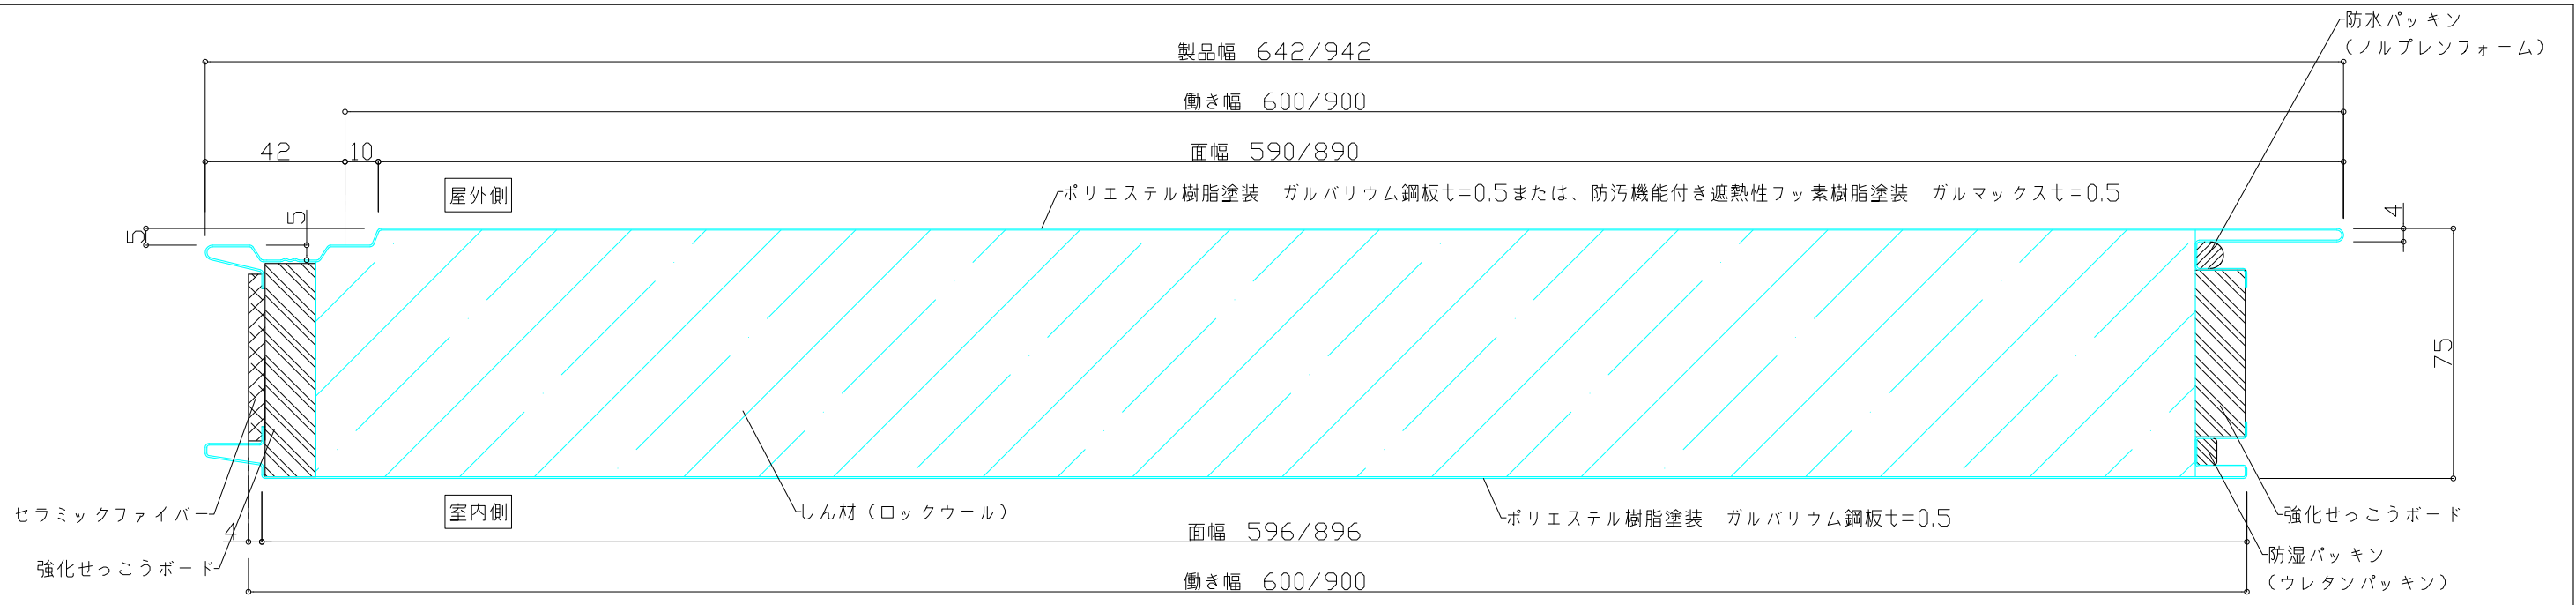 防水パッキン
(ノルプレンフォーム)
製品幅 642/942
働き幅 600/900
42
10
面幅 590/890
屋外側
ポリエステル樹脂塗装 ガルバリウム鋼板t=0.5または、防汚機能付き遮熱性フッ素樹脂塗装 ガルマックスt=0.5
5
5
4
75
セラミックファイバー
室内側
しん材(ロックウール)
ポリエステル樹脂塗装 ガルバリウム鋼板t=0.5
強化せっこうボード
4
面幅 596/896
強化せっこうボード
防湿パッキン
(ウレタンパッキン)
働き幅 600/900